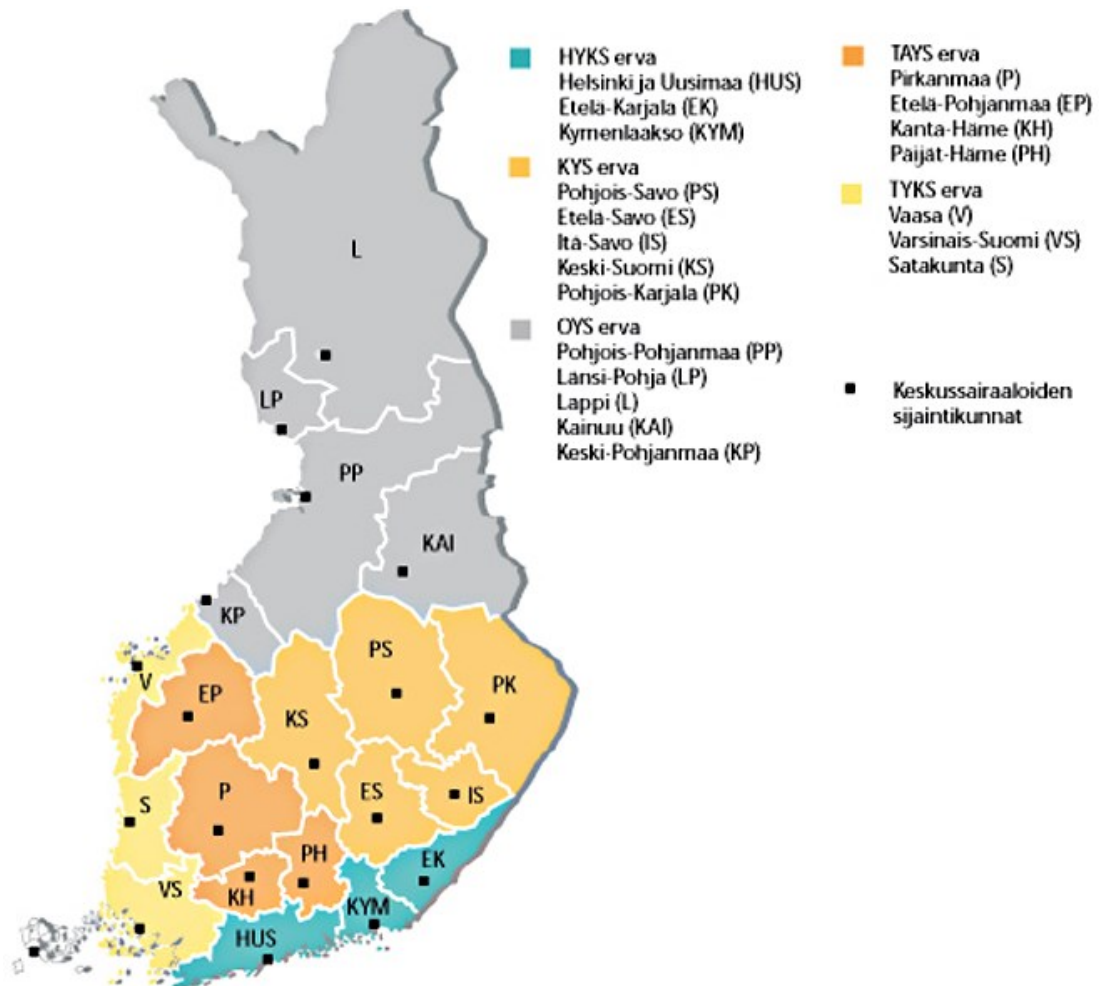 HYKS erva
Helsinki ja Uusimaa (HUS)
Etelä-Karjala (EK)
Kymenlaakso (KYM)
KYS erva
Pohjois-Savo (PS)
Etelä-Savo (ES)
Itä-Savo (IS)
Keski-Suomi (KS)
Pohjois-Karjala (PK)
OYS erva
Pohjois-Pohjanmaa (PP)
Länsi-Pohja (LP)
Lappi (L)
Kainuu (KAI)
Keski-Pohjanmaa (KP)
TAYS erva
Pirkanmaa (P)
Etelä-Pohjanmaa (EP)
Kanta-Häme (KH)
Päijät-Häme (PH)
TYKS erva
Vaasa (V)
Varsinais-Suomi (VS)
Satakunta (S)
Keskussairaaloiden
sijaintikunnat
L
LP
PP
KAI
KP
PS
V
EP
PK
KS
P
ES
IS
S
PH
EK
VS
KH
KYM
HUS